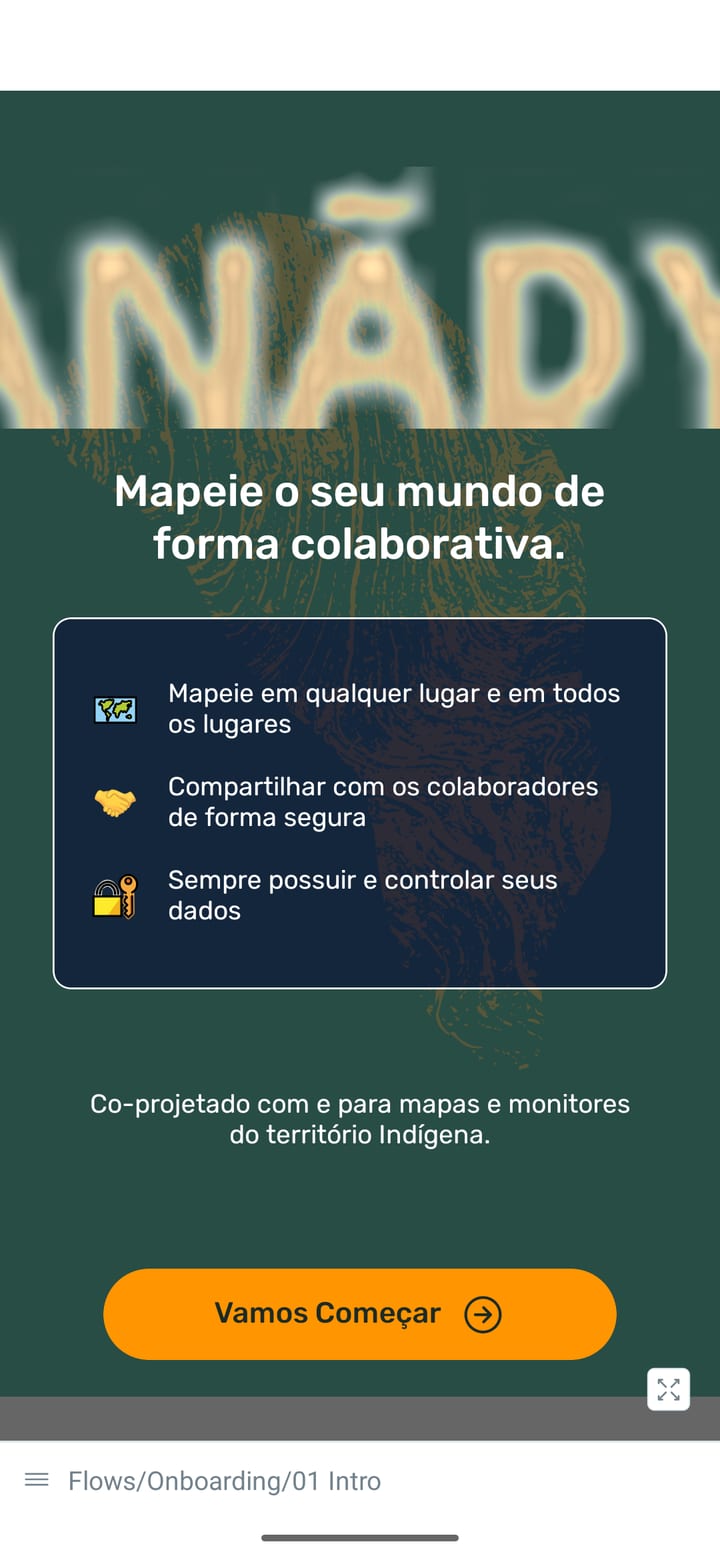 ANÃDY
Mapeie o seu mundo de
forma colaborativa.
Mapeie em qualquer lugar e em todos
os lugares
Compartilhar com os colaboradores
de forma segura
Sempre possuir e controlar seus
dados
Co-projetado com e para mapas e monitores
do território Indígena.
Vamos Começar
Flows/Onboarding/01 Intro